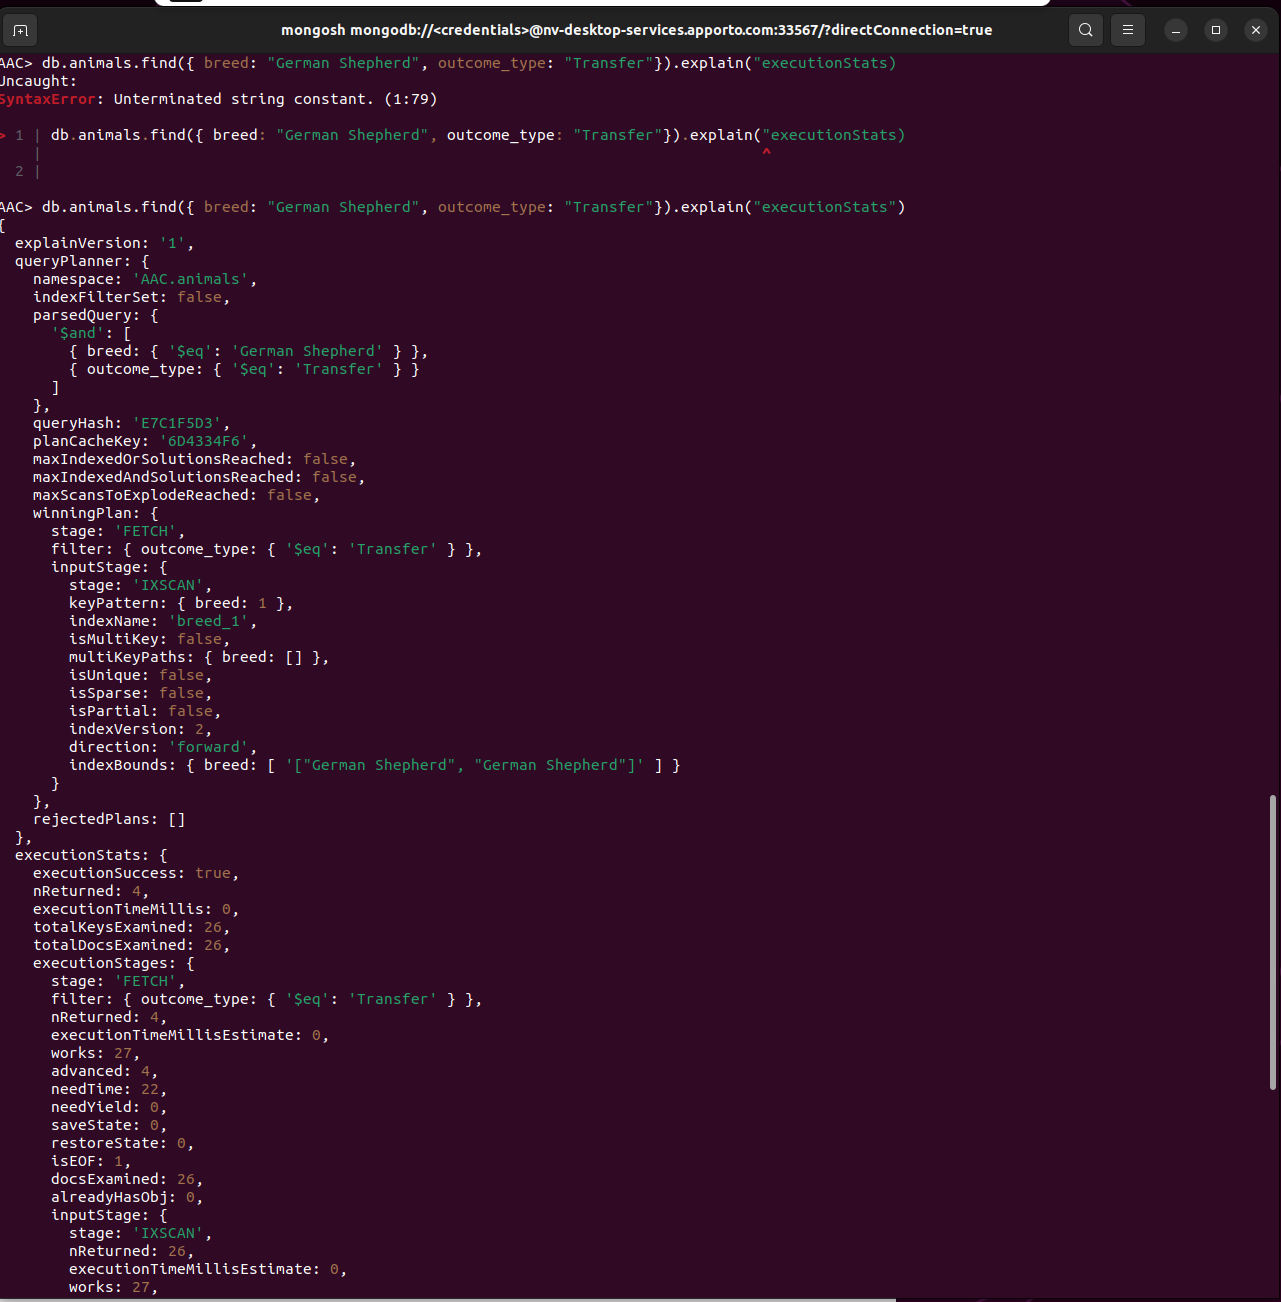 mongosh mongodb://<credentials>@nv-desktop-services.apporto.com:33567/?directConnection=true
AAC> db.animals.find({ breed: "German Shepherd", outcome_type: "Transfer"}).explain("executionStats)
Uncaught:
SyntaxError: Unterminated string constant. (1:79)
> 1 | db.animals.find({ breed: "German Shepherd", outcome_type: "Transfer"}).explain("executionStats)
    |                                                                                ^
  2 |
AAC> db.animals.find({ breed: "German Shepherd", outcome_type: "Transfer"}).explain("executionStats")
{
  explainVersion: '1',
  queryPlanner: {
    namespace: 'AAC.animals',
    indexFilterSet: false,
    parsedQuery: {
      '$and': [
        { breed: { '$eq': 'German Shepherd' } },
        { outcome_type: { '$eq': 'Transfer' } }
      ]
    },
    queryHash: 'E7C1F5D3',
    planCacheKey: '6D4334F6',
    maxIndexedOrSolutionsReached: false,
    maxIndexedAndSolutionsReached: false,
    maxScansToExplodeReached: false,
    winningPlan: {
      stage: 'FETCH',
      filter: { outcome_type: { '$eq': 'Transfer' } },
      inputStage: {
        stage: 'IXSCAN',
        keyPattern: { breed: 1 },
        indexName: 'breed_1',
        isMultiKey: false,
        multiKeyPaths: { breed: [] },
        isUnique: false,
        isSparse: false,
        isPartial: false,
        indexVersion: 2,
        direction: 'forward',
        indexBounds: { breed: [ '["German Shepherd", "German Shepherd"]' ] }
      }
    },
    rejectedPlans: []
  },
  executionStats: {
    executionSuccess: true,
    nReturned: 4,
    executionTimeMillis: 0,
    totalKeysExamined: 26,
    totalDocsExamined: 26,
    executionStages: {
      stage: 'FETCH',
      filter: { outcome_type: { '$eq': 'Transfer' } },
      nReturned: 4,
      executionTimeMillisEstimate: 0,
      works: 27,
      advanced: 4,
      needTime: 22,
      needYield: 0,
      saveState: 0,
      restoreState: 0,
      isEOF: 1,
      docsExamined: 26,
      alreadyHasObj: 0,
      inputStage: {
        stage: 'IXSCAN',
        nReturned: 26,
        executionTimeMillisEstimate: 0,
        works: 27,